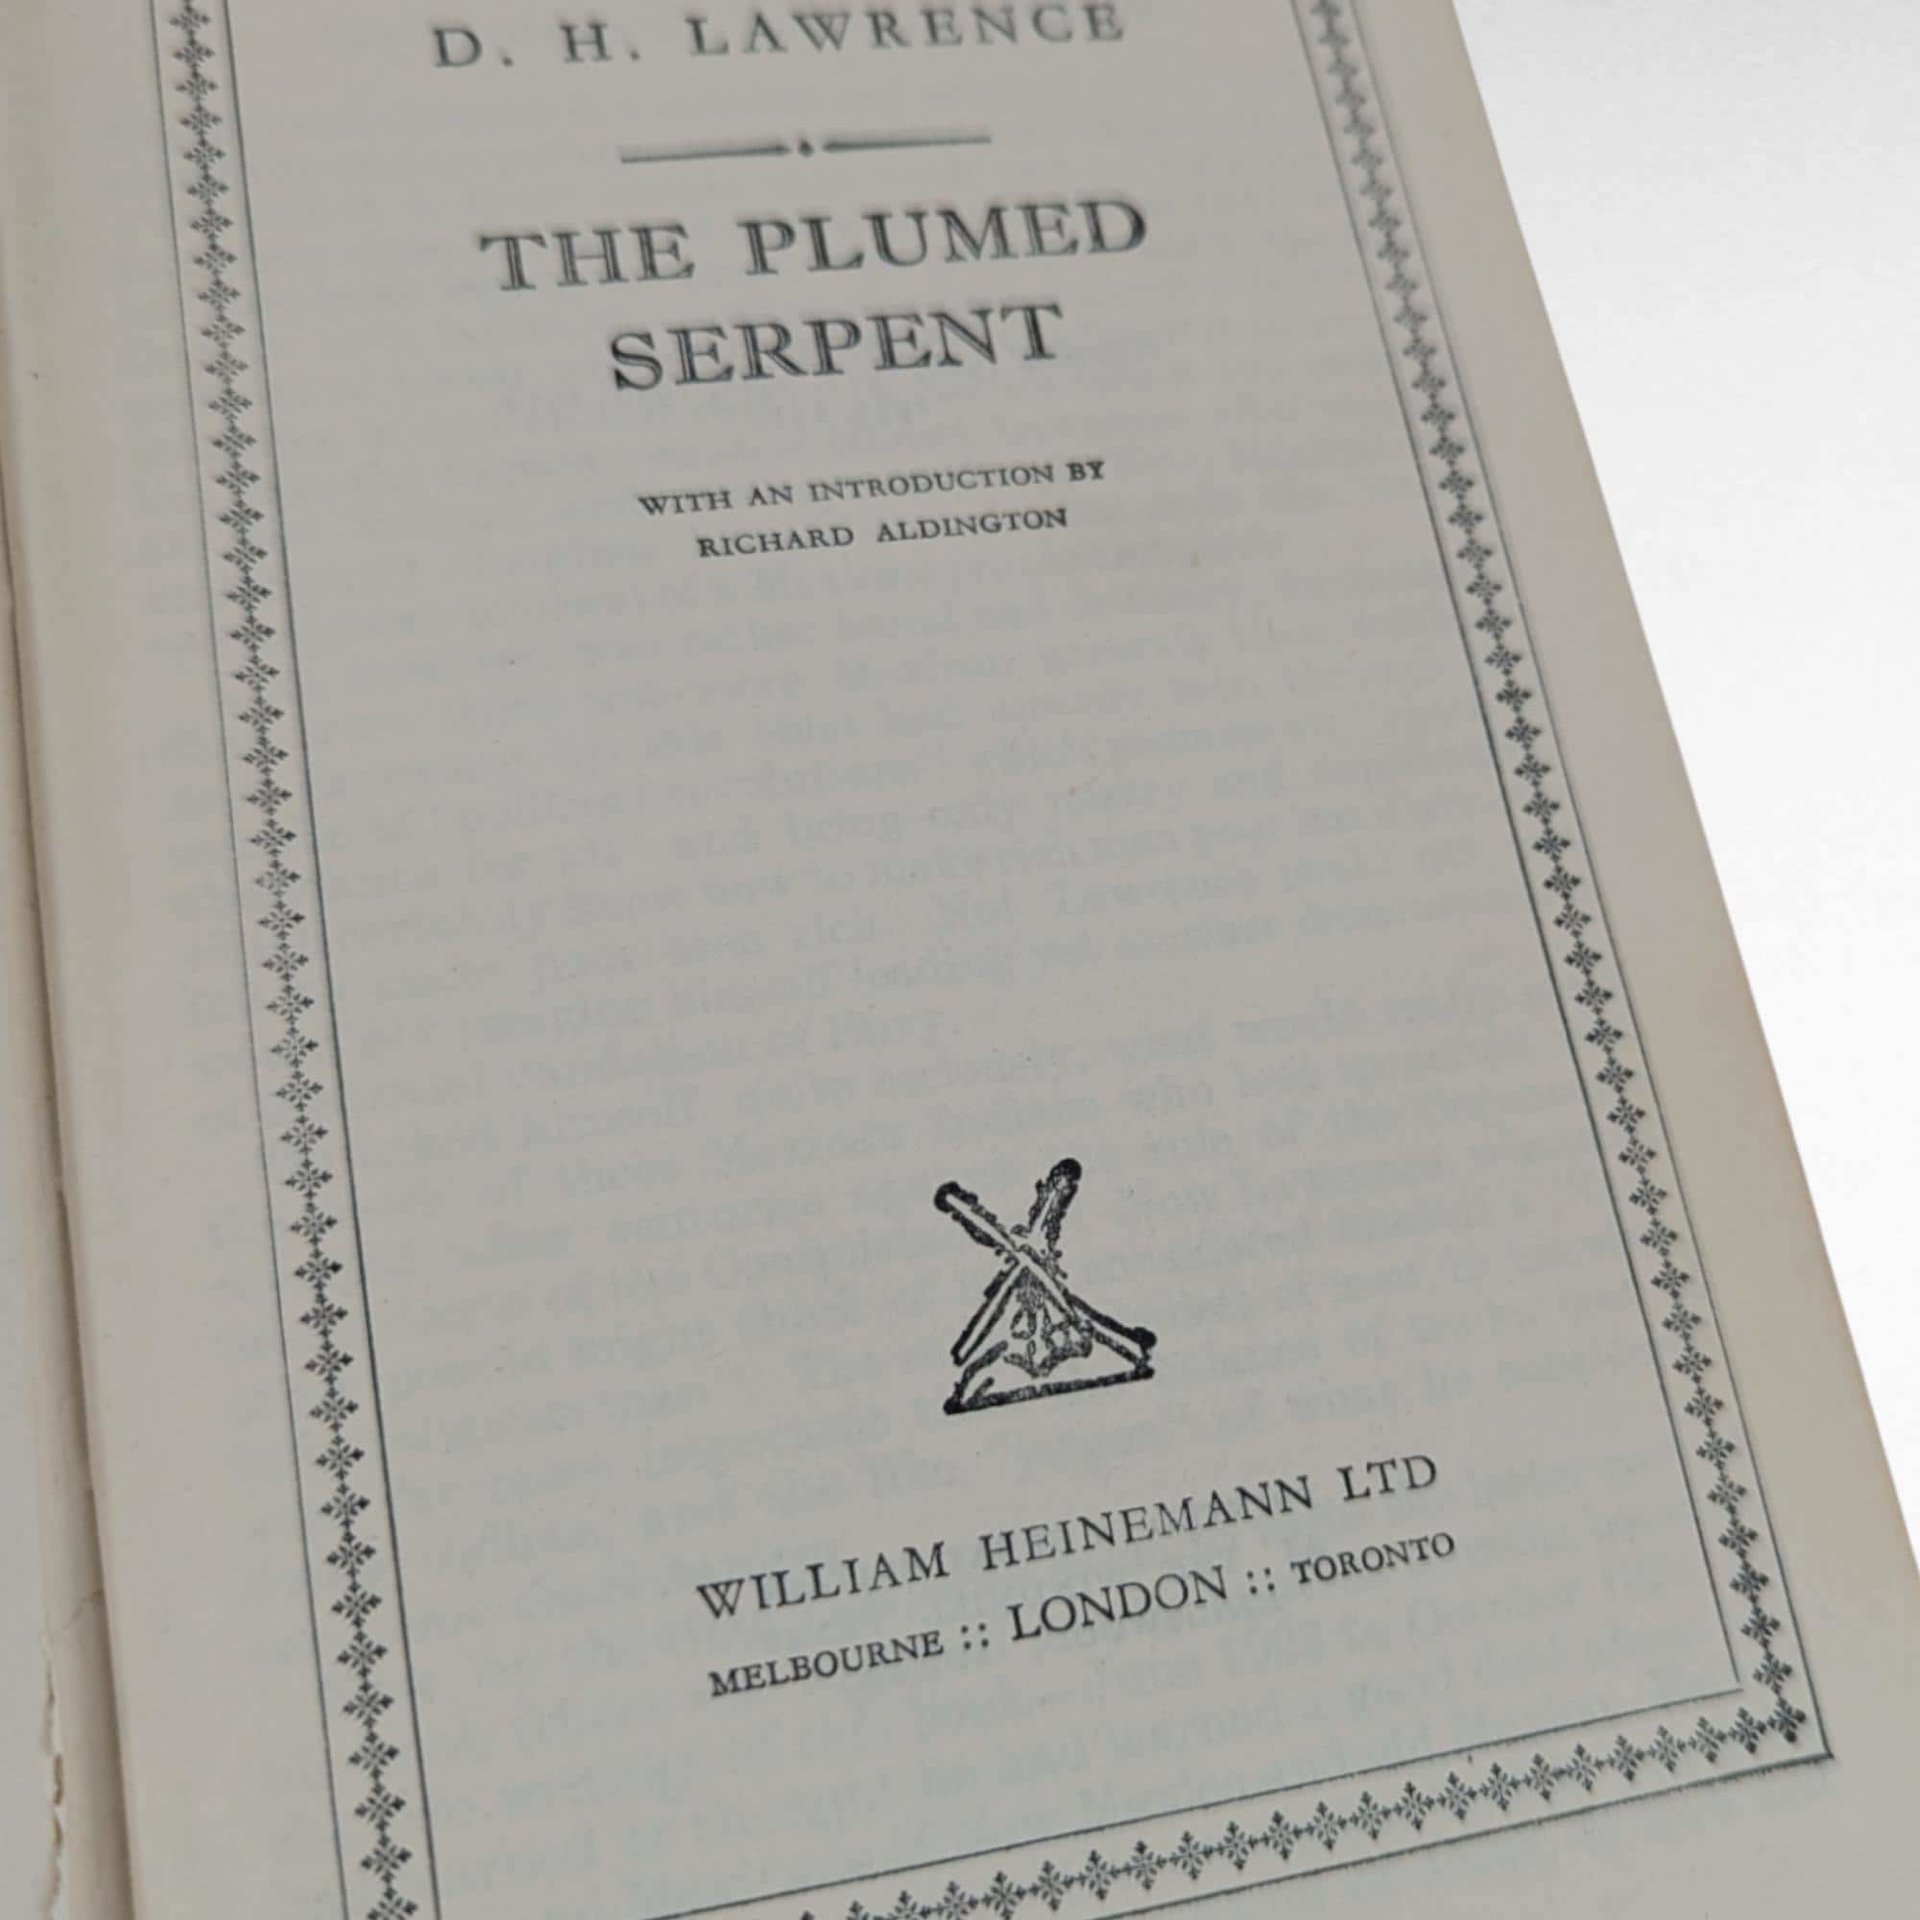 D. H. LAWRENCE
THE PLUMED
SERPENT
WITH AN INTRODUCTION BY
RICHARD ALDINGTON
WILLIAM HEINEMANN LTD
MELBOURNE :: LONDON :: TORONTO